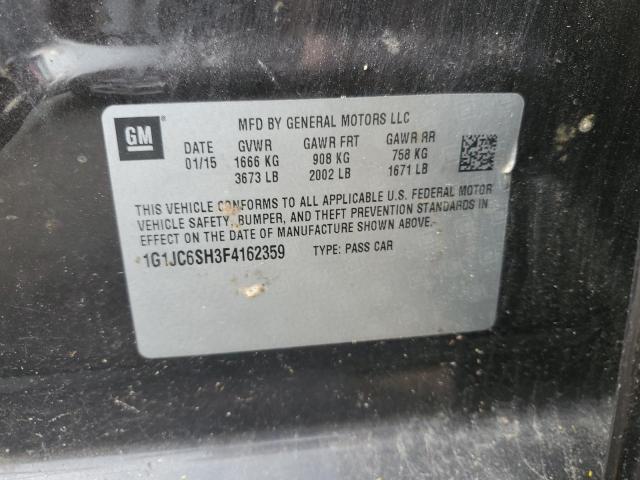 GM
MFD BY GENERAL MOTORS LLC
DATE GVWR GAWR FRT GAWR RR
01/15 1666 KG 908 KG 758 KG
3673 LB 2002 LB 1671 LB
THIS VEHICLE CONFORMS TO ALL APPLICABLE U.S. FEDERAL MOTOR
VEHICLE SAFETY, BUMPER, AND THEFT PREVENTION STANDARDS IN
EFFECT ON THE DATE OF MANUFACTURE SHOWN ABOVE.
1G1JC6SH3F4162359 TYPE: PASS CAR